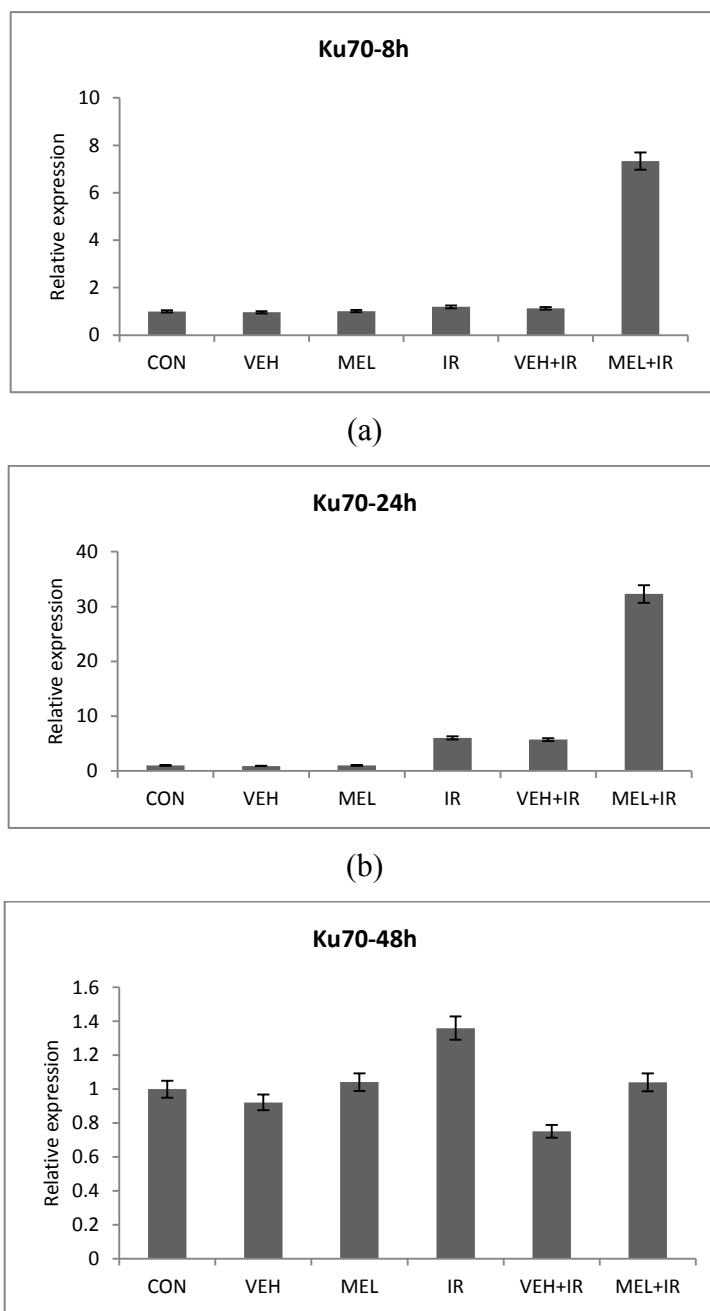 Ku70-8h
10
8
6
4
2
0
Relative expression
CON VEH MEL IR VEH+IR MEL+IR
(a)
Ku70-24h
40
30
20
10
0
Relative expression
CON VEH MEL IR VEH+IR MEL+IR
(b)
Ku70-48h
1.6
1.4
1.2
1
0.8
0.6
0.4
0.2
0
Relative expression
CON VEH MEL IR VEH+IR MEL+IR